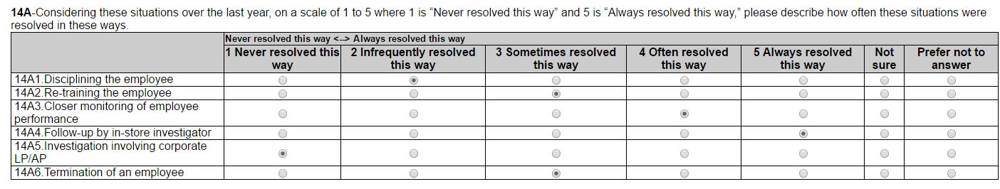 14A-Considering these situations over the last year, on a scale of 1 to 5 where 1 is “Never resolved this way” and 5 is “Always resolved this way,” please describe how often these situations were
resolved in these ways.
Never resolved this way <--> Always resolved this way
1 Never resolved this way
2 Infrequently resolved this way
3 Sometimes resolved this way
4 Often resolved this way
5 Always resolved this way
Not sure
Prefer not to answer
14A1.Disciplining the employee
14A2.Re-training the employee
14A3.Closer monitoring of employee
performance
14A4.Follow-up by in-store investigator
14A5.Investigation involving corporate
LP/AP
14A6.Termination of an employee